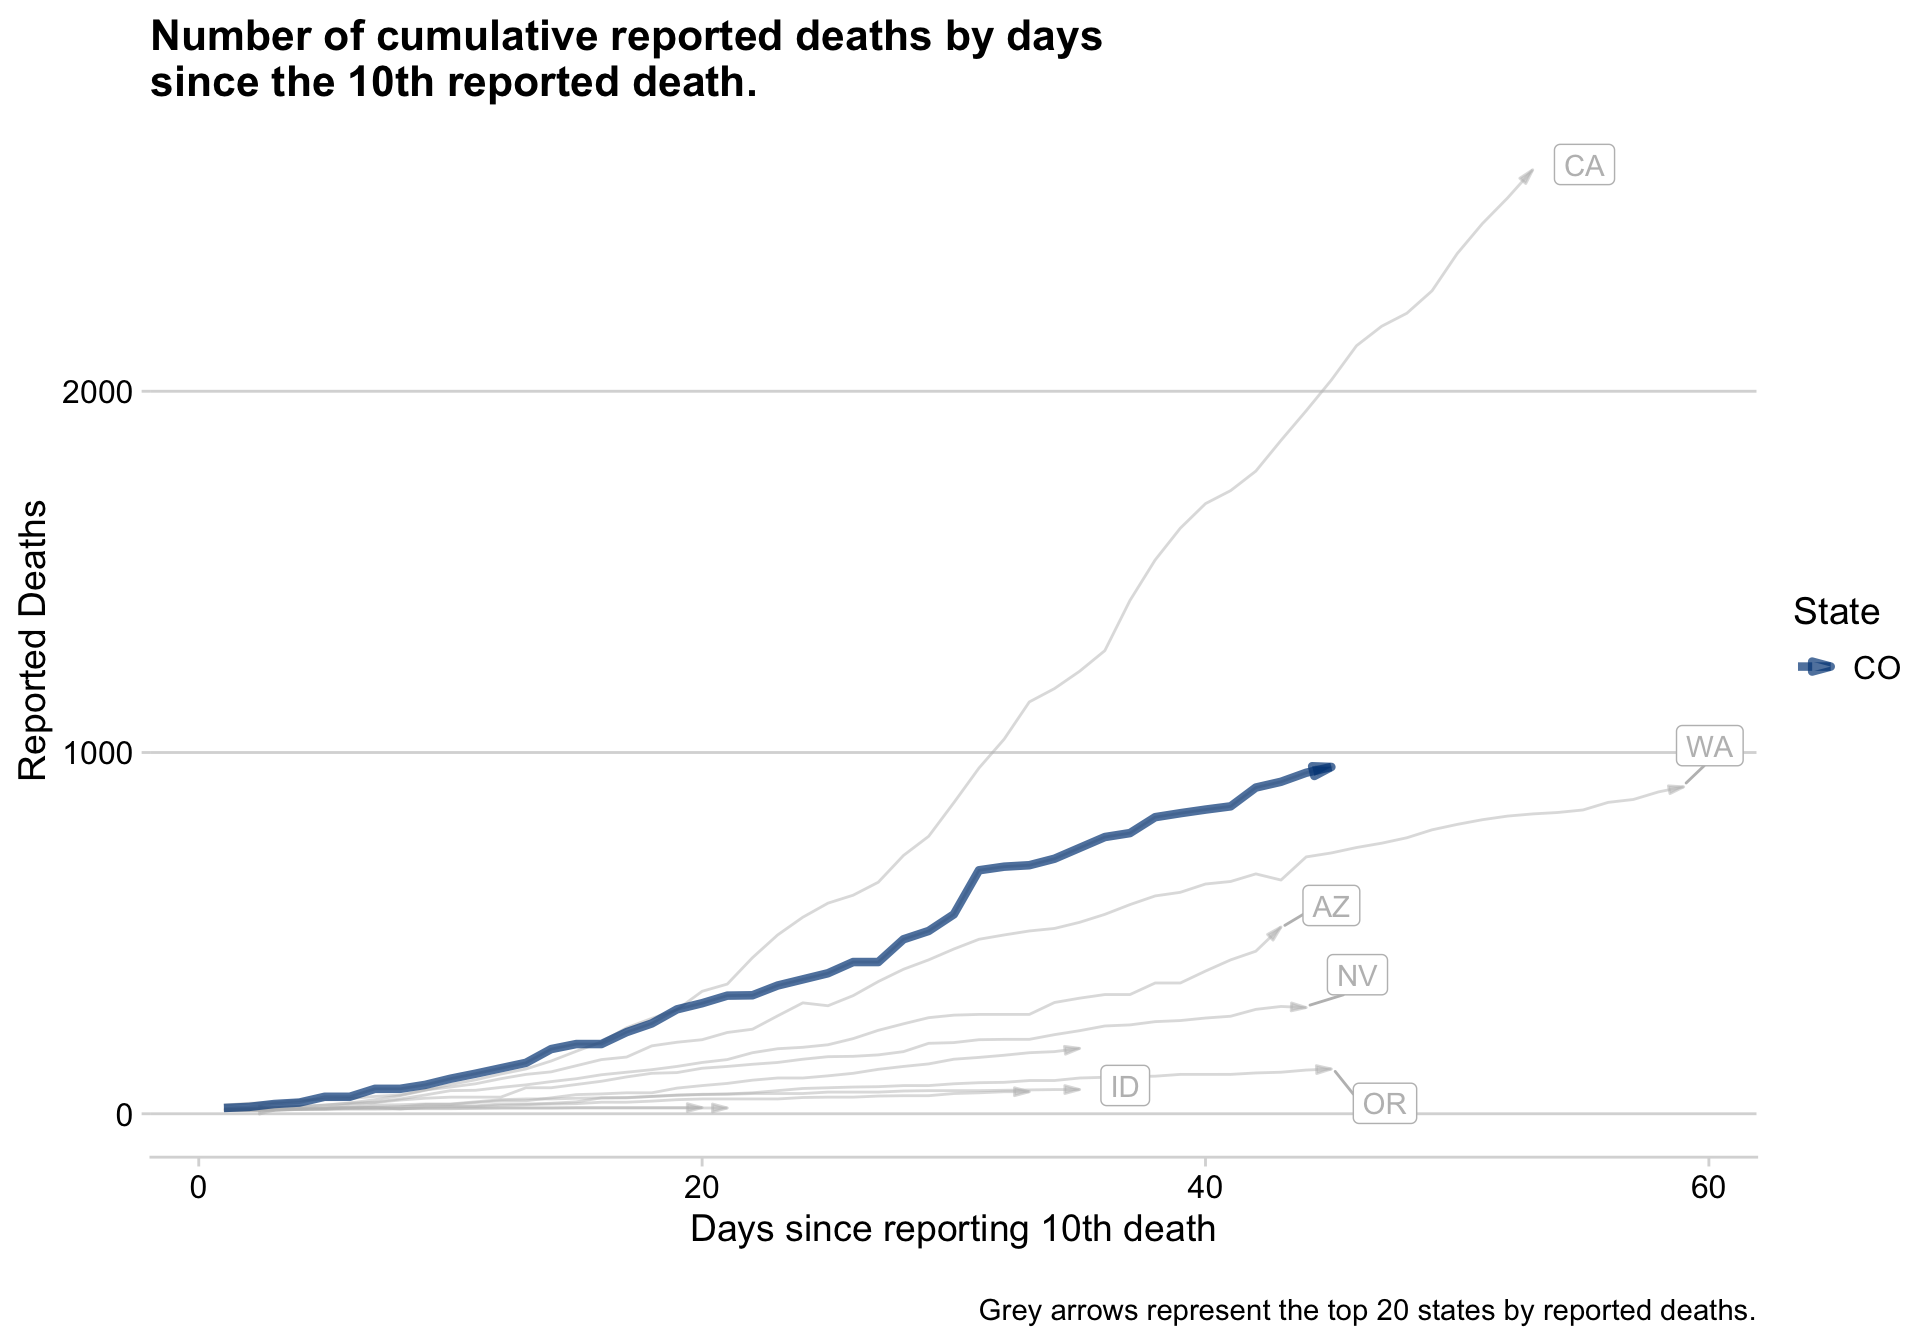 Number of cumulative reported deaths by days
since the 10th reported death.
CA
2000
Reported Deaths
State
CO
1000
WA
AZ
NV
ID
OR
0
0 20 40 60
Days since reporting 10th death
Grey arrows represent the top 20 states by reported deaths.